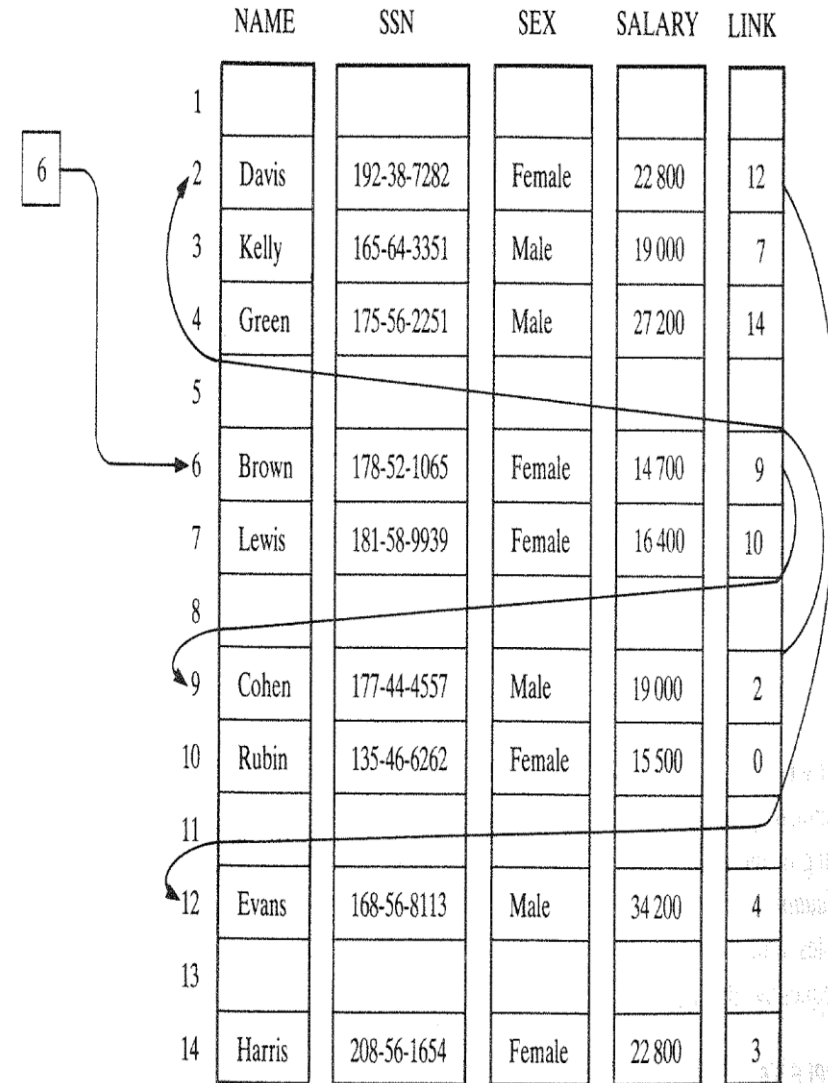 NAME SSN SEX SALARY LINK
1
6
2 Davis 192-38-7282 Female 22 800 12
3 Kelly 165-64-3351 Male 19 000 7
4 Green 175-56-2251 Male 27 200 14
5
6 Brown 178-52-1065 Female 14 700 9
7 Lewis 181-58-9939 Female 16 400 10
8
9 Cohen 177-44-4557 Male 19 000 2
10 Rubin 135-46-6262 Female 15 500 0
11
12 Evans 168-56-8113 Male 34 200 4
13
14 Harris 208-56-1654 Female 22 800 3